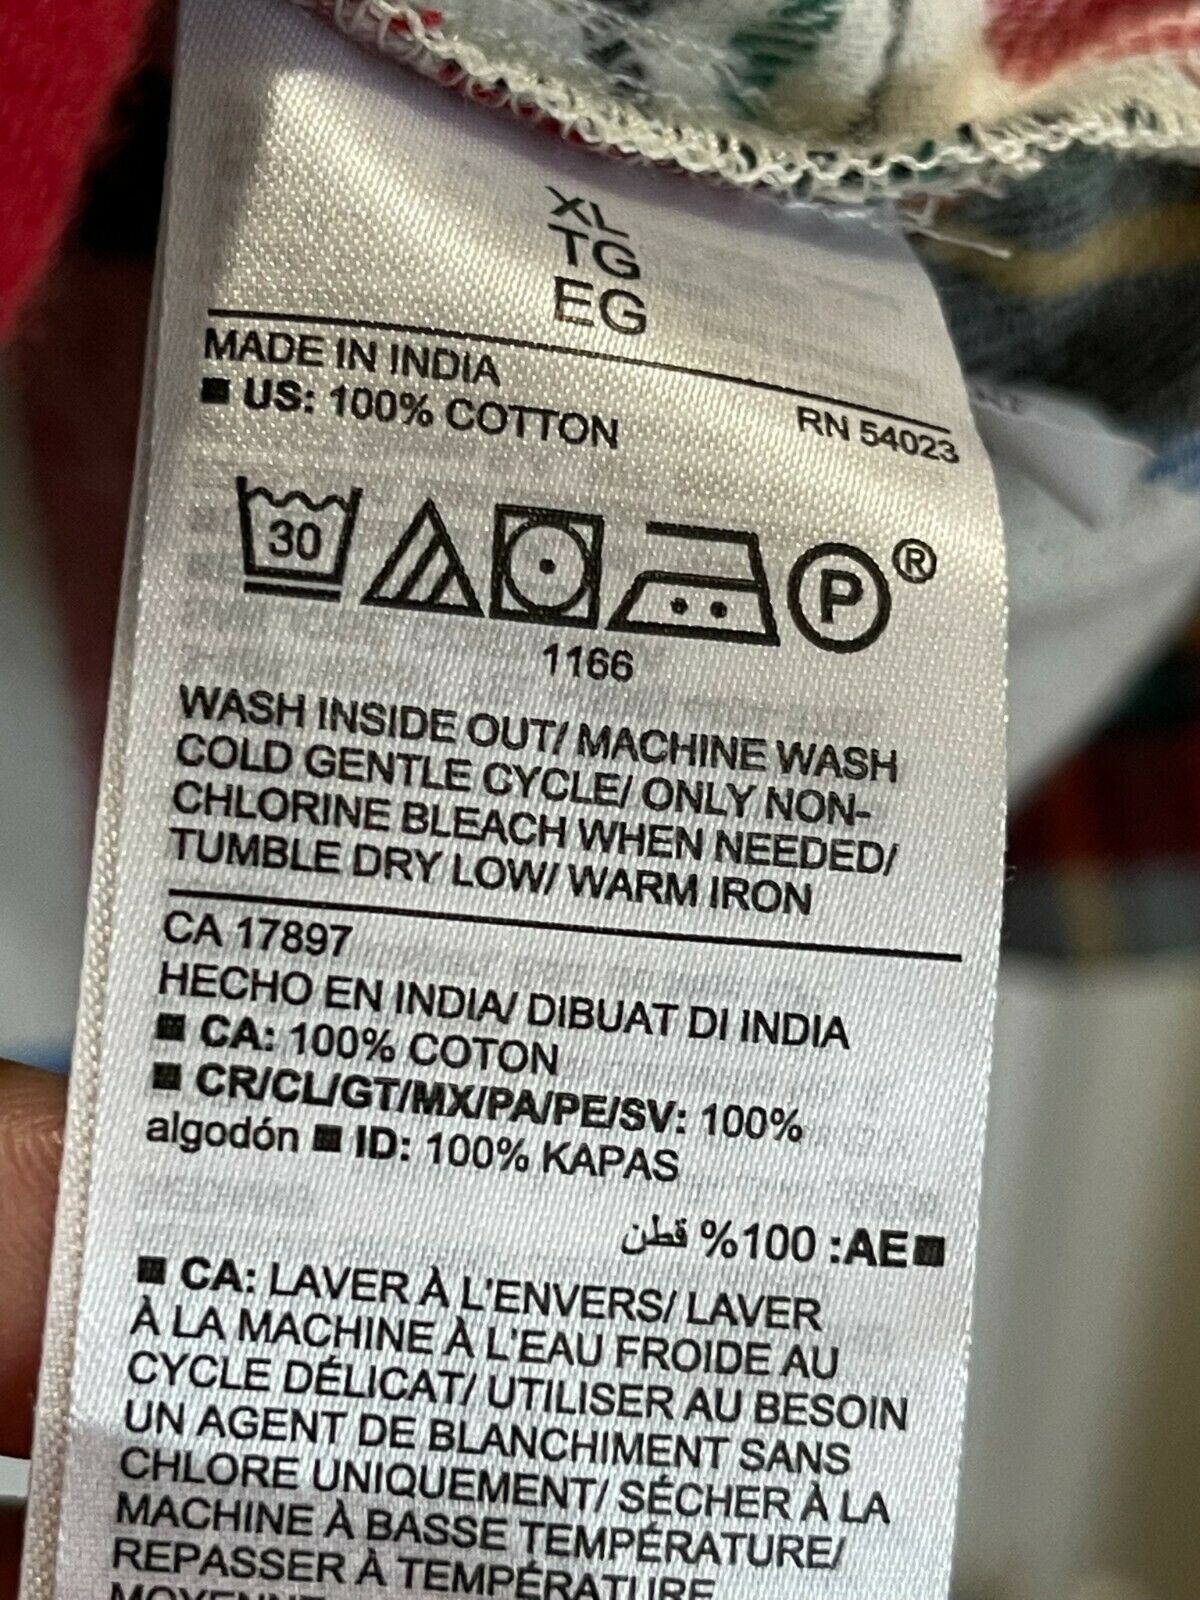 XL
TG
EG
MADE IN INDIA
■ US: 100% COTTON
RN 54023
30
P ®
1166
WASH INSIDE OUT/ MACHINE WASH
COLD GENTLE CYCLE/ ONLY NON-
CHLORINE BLEACH WHEN NEEDED/
TUMBLE DRY LOW/ WARM IRON
CA 17897
HECHO EN INDIA/ DIBUAT DI INDIA
■ CA: 100% COTON
■ CR/CL/GT/MX/PA/PE/SV: 100%
algodón ■ ID: 100% KAPAS
■AE: 100% قطن
■ CA: LAVER À L'ENVERS/ LAVER
À LA MACHINE À L'EAU FROIDE AU
CYCLE DÉLICAT/ UTILISER AU BESOIN
UN AGENT DE BLANCHIMENT SANS
CHLORE UNIQUEMENT/ SÉCHER À LA
MACHINE À BASSE TEMPÉRATURE/
REPASSER À TEMPÉRATURE
MOYENNE